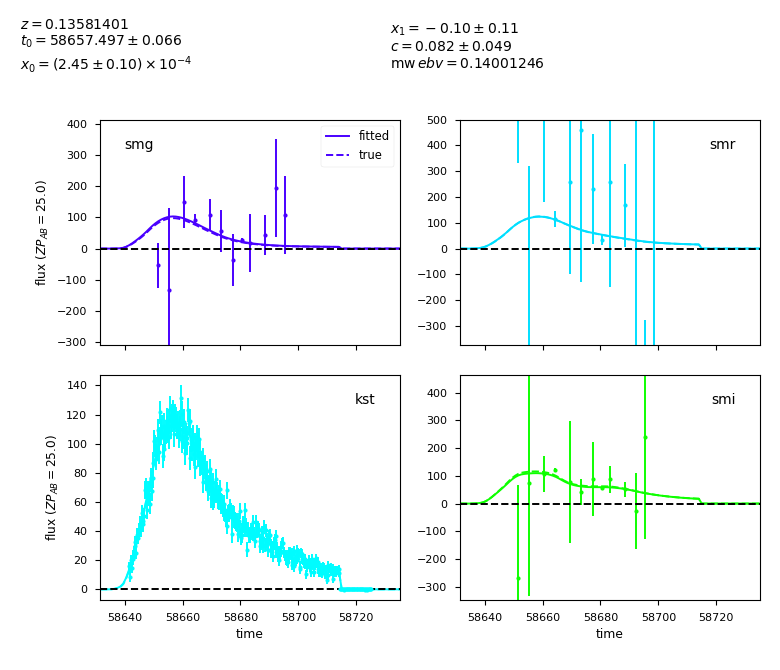 z = 0.13581401
t₀ = 58657.497 ± 0.066
x₀ = (2.45 ± 0.10) × 10⁻⁴
x₁ = −0.10 ± 0.11
c = 0.082 ± 0.049
mw ebv = 0.14001246
smg
fitted
true
400
300
200
100
0
−100
−200
−300
flux (ZP_AB = 25.0)
smr
500
400
300
200
100
0
−100
−200
−300
kst
140
120
100
80
60
40
20
0
flux (ZP_AB = 25.0)
58640 58660 58680 58700 58720
time
smi
400
300
200
100
0
−100
−200
−300
58640 58660 58680 58700 58720
time